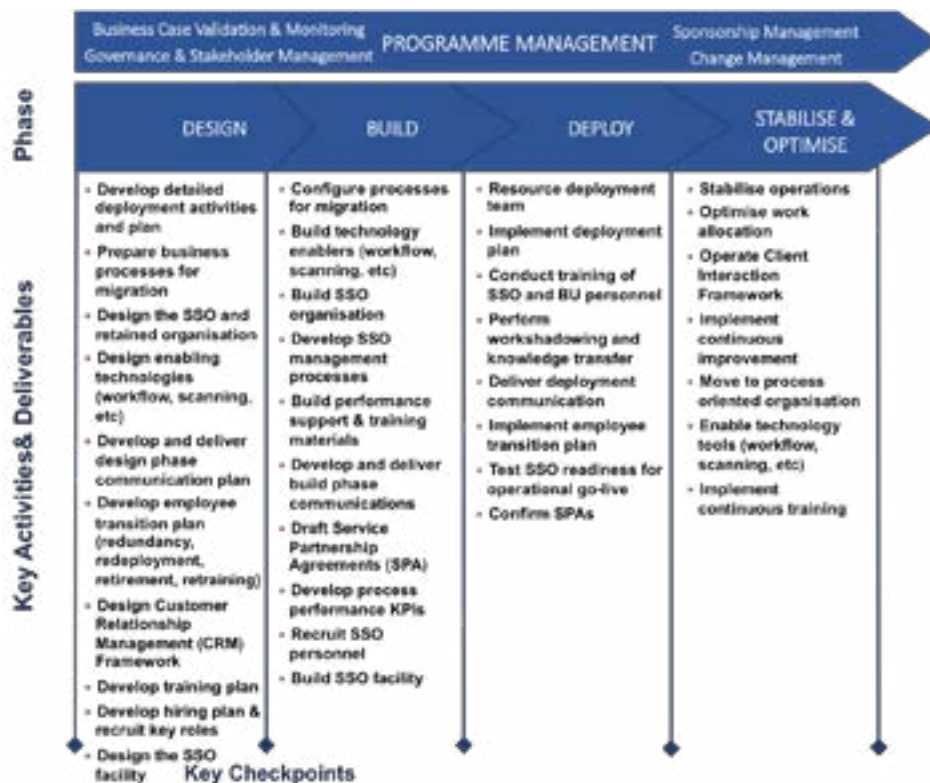 Business Case Validation & Monitoring
Governance & Stakeholder Management
PROGRAMME MANAGEMENT
Sponsorship Management
Change Management
Phase
DESIGN
BUILD
DEPLOY
STABILISE &
OPTIMISE
Key Activities& Deliverables
• Develop detailed
deployment activities
and plan
• Prepare business
processes for
migration
• Design the SSO and
retained organisation
• Design enabling
technologies
(workflow, scanning,
etc)
• Develop and deliver
design phase
communication plan
• Develop employee
transition plan
(redundancy,
redeployment,
retirement, retraining)
• Design Customer
Relationship
Management (CRM)
Framework
• Develop training plan
• Develop hiring plan &
recruit key roles
• Design the SSO
facility
• Configure processes
for migration
• Build technology
enablers (workflow,
scanning, etc)
• Build SSO
organisation
• Develop SSO
management
processes
• Build performance
support & training
materials
• Develop and deliver
build phase
communications
• Draft Service
Partnership
Agreements (SPA)
• Develop process
performance KPIs
• Recruit SSO
personnel
• Build SSO facility
• Resource deployment
team
• Implement deployment
plan
• Conduct training of
SSO and BU personnel
• Perform
workshadowing and
knowledge transfer
• Deliver deployment
communication
• Implement employee
transition plan
• Test SSO readiness for
operational go-live
• Confirm SPAs
• Stabilise operations
• Optimise work
allocation
• Operate Client
Interaction
Framework
• Implement
continuous
improvement
• Move to process
oriented organisation
• Enable technology
tools (workflow,
scanning, etc)
• Implement
continuous training
Key Checkpoints